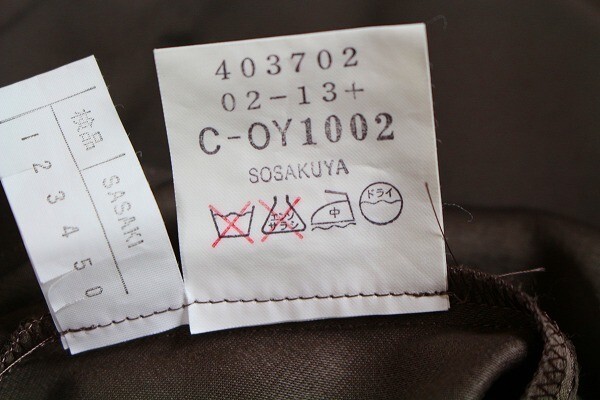 403702
02-13+
C-OY1002
SOSAKUYA
エンソ
サラシ
中
ドライ
検品
SASAKI
1 2 3 4 5 0